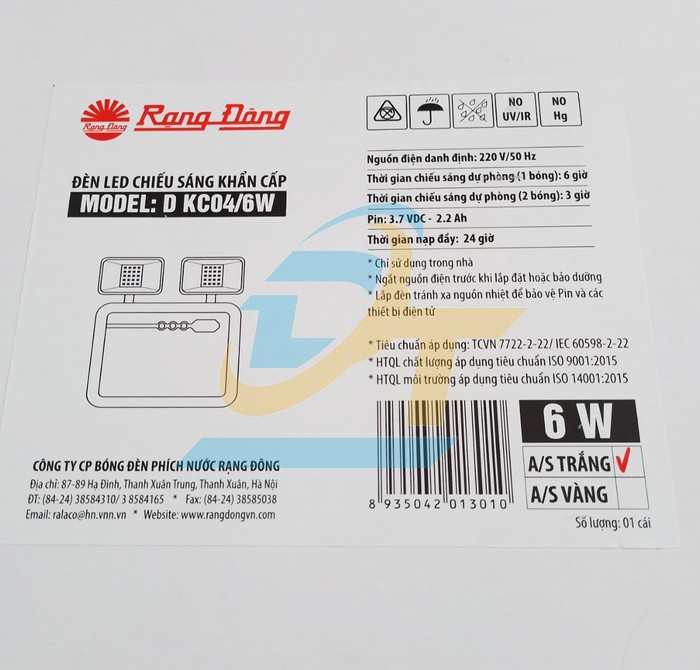 Rạng Đông
Rạng Đông
ĐÈN LED CHIẾU SÁNG KHẨN CẤP
MODEL: D KC04/6W
NO UV/IR
NO Hg
Nguồn điện danh định: 220 V/50 Hz
Thời gian chiếu sáng dự phòng (1 bóng): 6 giờ
Thời gian chiếu sáng dự phòng (2 bóng): 3 giờ
Pin: 3.7 VDC - 2.2 Ah
Thời gian nạp đầy: 24 giờ
* Chỉ sử dụng trong nhà
* Ngắt nguồn điện trước khi lắp đặt hoặc bảo dưỡng
* Lắp đèn tránh xa nguồn nhiệt để bảo vệ Pin và các
thiết bị điện tử
* Tiêu chuẩn áp dụng: TCVN 7722-2-22/ IEC 60598-2-22
* HTQL chất lượng áp dụng tiêu chuẩn ISO 9001:2015
* HTQL môi trường áp dụng tiêu chuẩn ISO 14001:2015
6 W
A/S TRẮNG ✓
A/S VÀNG
8 935042 013010
Số lượng: 01 cái
CÔNG TY CP BÓNG ĐÈN PHÍCH NƯỚC RẠNG ĐÔNG
Địa chỉ: 87-89 Hạ Đình, Thanh Xuân Trung, Thanh Xuân, Hà Nội
ĐT: (84-24) 38584310/ 3 8584165 * Fax: (84-24) 38585038
Email: ralaco@hn.vnn.vn * Website: www.rangdongvn.com